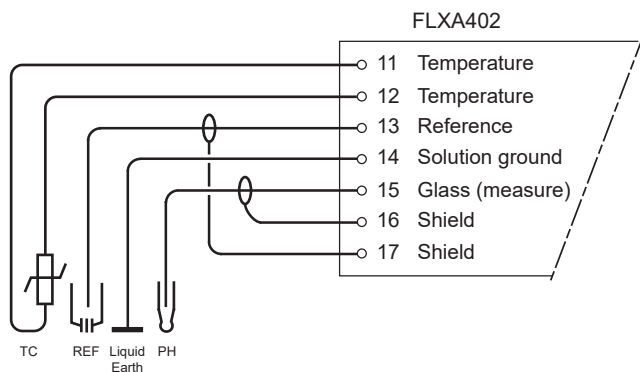 FLXA402
11 Temperature
12 Temperature
13 Reference
14 Solution ground
15 Glass (measure)
16 Shield
17 Shield
TC REF Liquid Earth PH